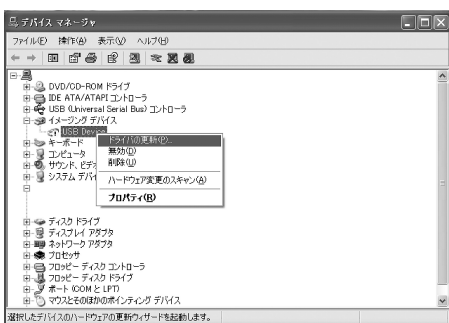 デバイス マネージャ
ファイル(F) 操作(A) 表示(V) ヘルプ(H)
DVD/CD-ROM ドライブ
IDE ATA/ATAPI コントローラ
USB (Universal Serial Bus) コントローラ
イメージング デバイス
USB Device
ドライバの更新(P)...
キーボード
無効(D)
コンピュータ
削除(U)
サウンド、ビデオ
システム デバイ
ハードウェア変更のスキャン(A)
プロパティ(R)
ディスク ドライブ
ディスプレイ アダプタ
ネットワーク アダプタ
プロセッサ
フロッピー ディスク コントローラ
フロッピー ディスク ドライブ
ポート (COM と LPT)
マウスとそのほかのポインティング デバイス
選択したデバイスのハードウェアの更新ウィザードを起動します。